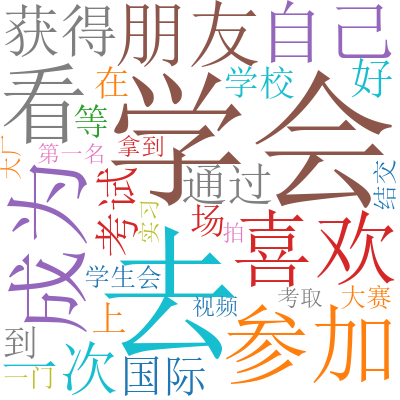 获得
朋友
自己
看
在
学校
好
等
学会
大厂
第一名
拿到
通过
结交
成为
考试
实习
场
拍
喜欢
去
学生会
视频
考取
大赛
上
参加
到
一门
次
国际